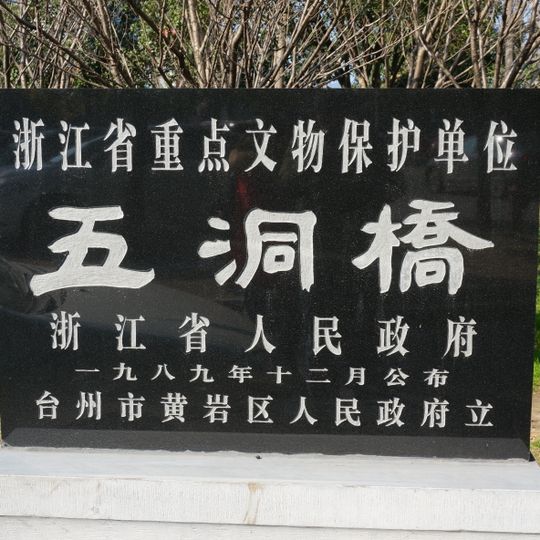 浙江省重点文物保护单位
五洞橋
浙江省人民政府
一九八九年十二月公布
台州市黄岩区人民政府立